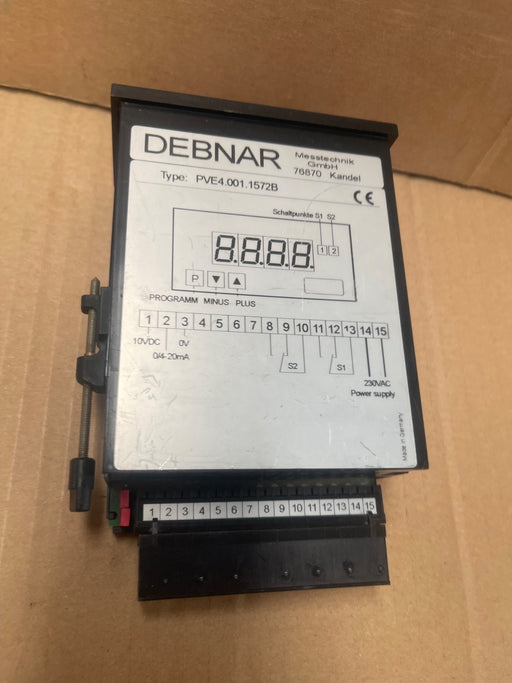 DEBNAR Messtechnik
GmbH
76870 Kandel
Type: PVE4.001.1572B
CE
Schaltpunkte S1 S2
8.8.8.8. 1 2
P ▼ ▲
PROGRAMM MINUS PLUS
1 2 3 4 5 6 7 8 9 10 11 12 13 14 15
10VDC 0V
0/4-20mA
S2 S1
230VAC
Power supply
Made in Germany
1 2 3 4 5 6 7 8 9 10 11 12 13 14 15